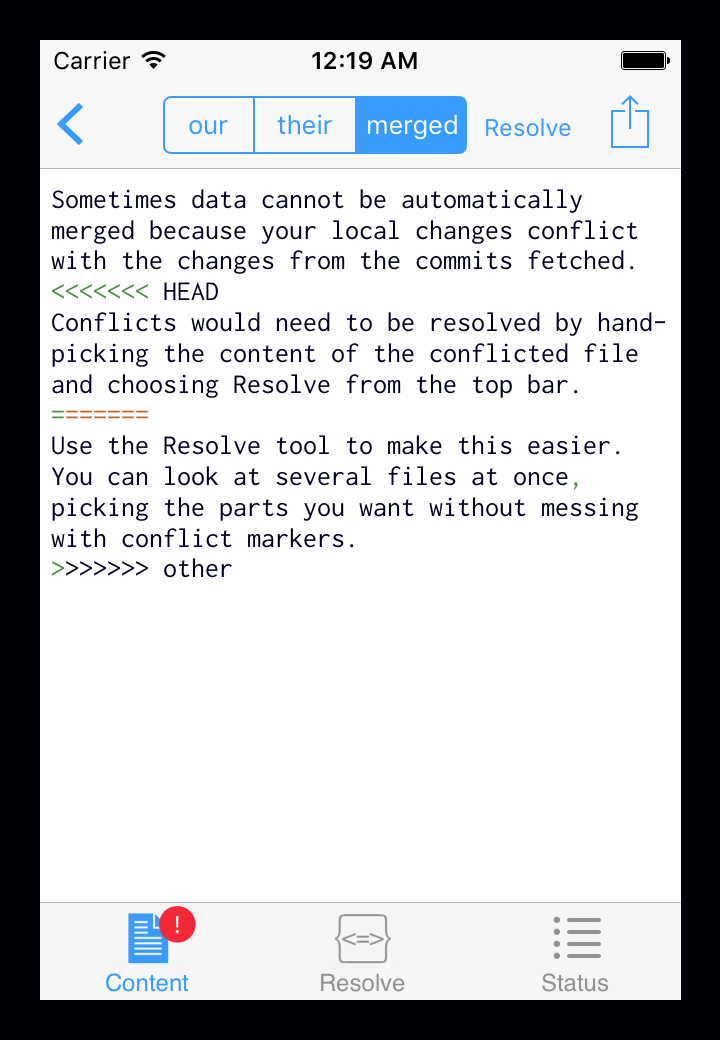 Carrier 12:19 AM
our their merged Resolve
Sometimes data cannot be automatically
merged because your local changes conflict
with the changes from the commits fetched.
<<<<<<< HEAD
Conflicts would need to be resolved by hand-
picking the content of the conflicted file
and choosing Resolve from the top bar.
=======
Use the Resolve tool to make this easier.
You can look at several files at once,
picking the parts you want without messing
with conflict markers.
>>>>>>> other
!
{<=>}
Content Resolve Status